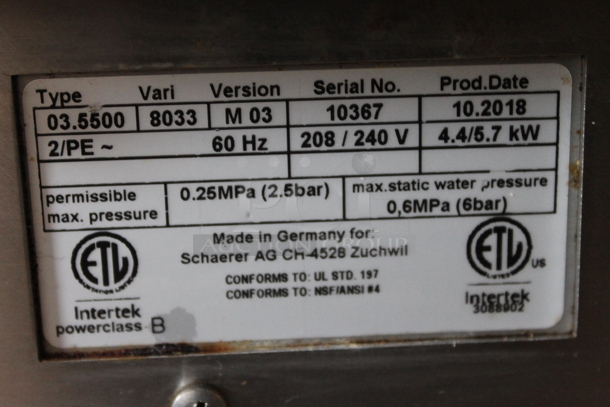 Type Vari Version Serial No. Prod.Date
03.5500 8033 M 03 10367 10.2018
2/PE ~ 60 Hz 208 / 240 V 4.4/5.7 kW
permissible
max. pressure
0.25MPa (2.5bar)
max.static water pressure
0,6MPa (6bar)
Made in Germany for:
Schaerer AG CH-4528 Zuchwil
CONFORMS TO: UL STD. 197
CONFORMS TO: NSF/ANSI #4
ETL
Intertek
powerclass B
ETL US
Intertek
3088902